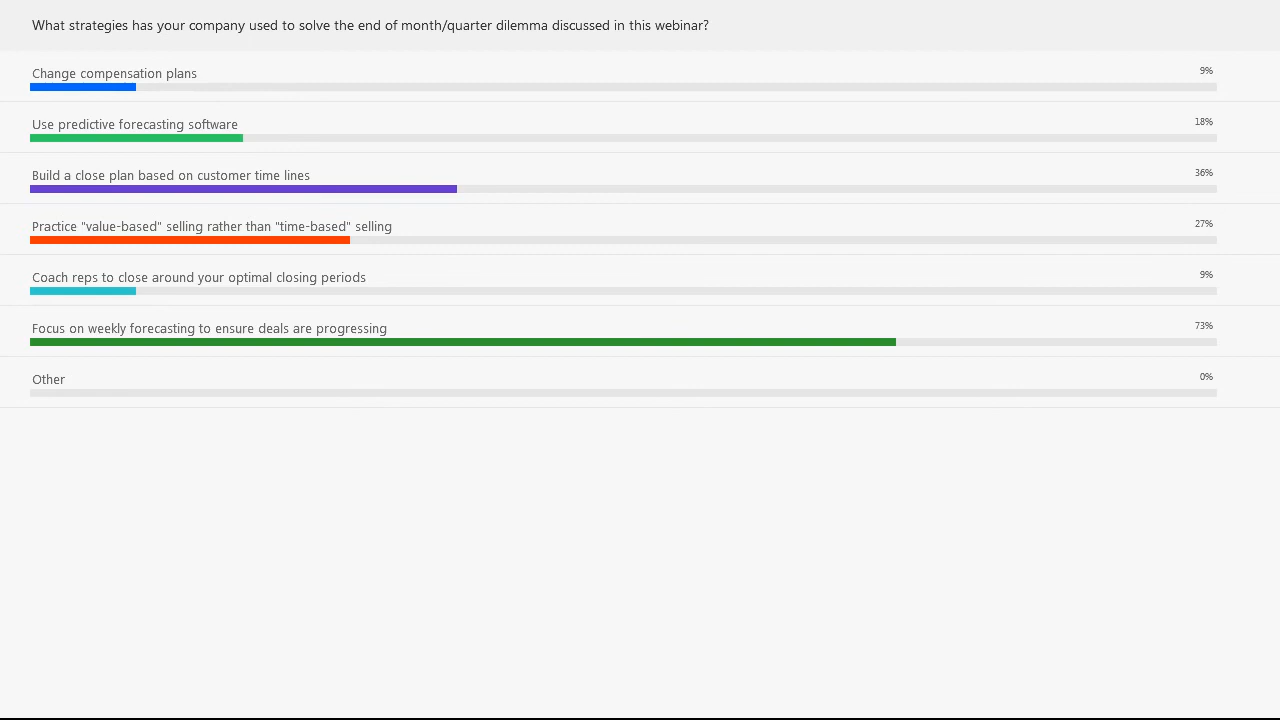 What strategies has your company used to solve the end of month/quarter dilemma discussed in this webinar?
Change compensation plans 9%
Use predictive forecasting software 18%
Build a close plan based on customer time lines 36%
Practice "value-based" selling rather than "time-based" selling 27%
Coach reps to close around your optimal closing periods 9%
Focus on weekly forecasting to ensure deals are progressing 73%
Other 0%